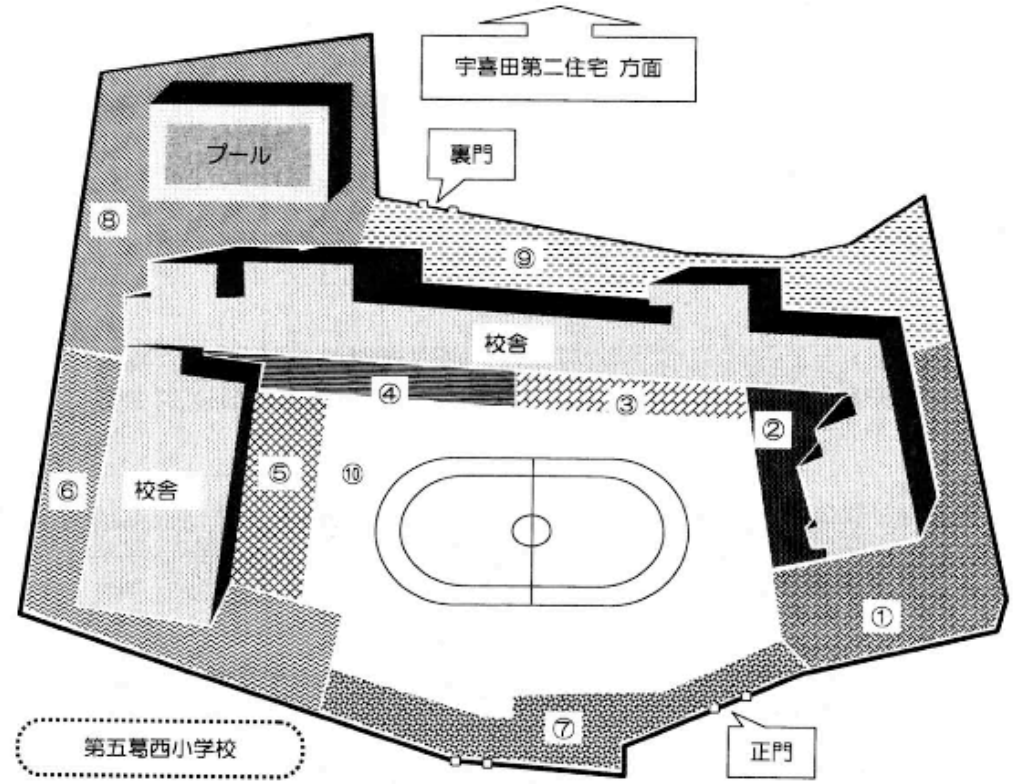 宇喜田第二住宅 方面
プール
裏門
⑧
⑨
校舎
④
③
②
⑤
⑩
⑥
校舎
①
⑦
第五葛西小学校
正門